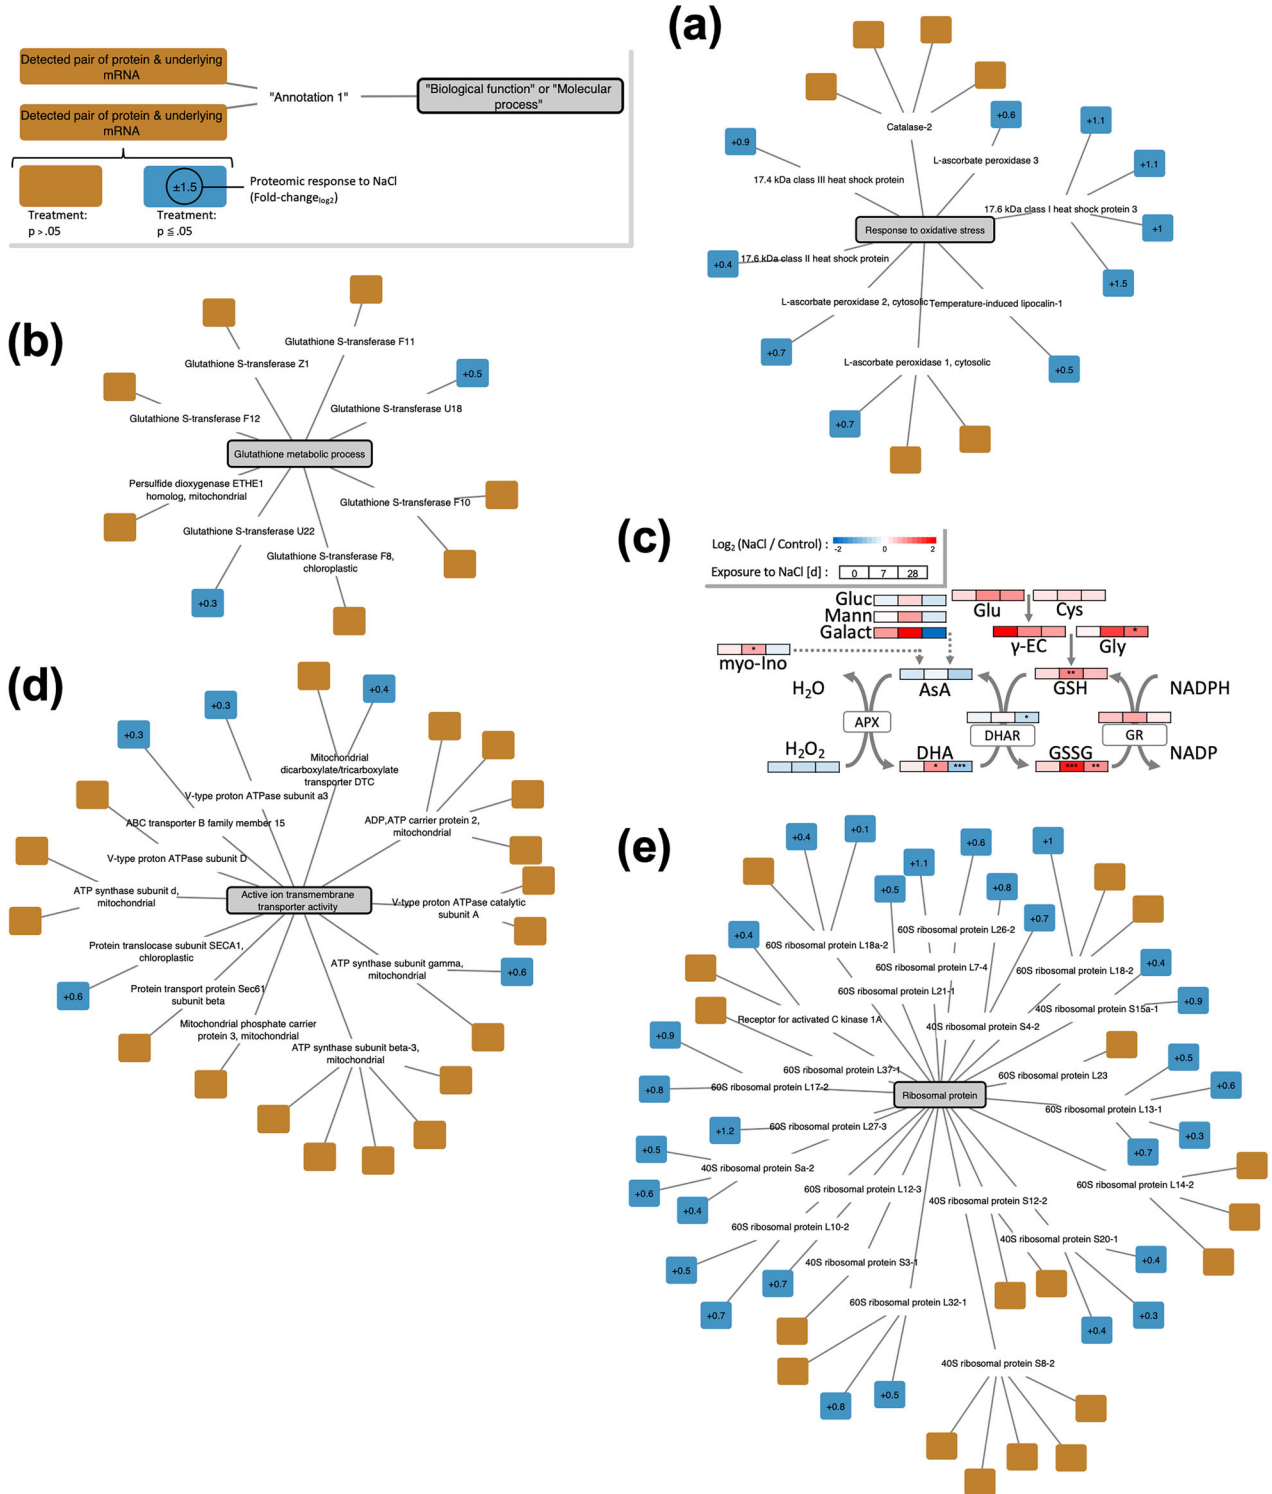 Detected pair of protein & underlying
mRNA
"Annotation 1"
"Biological function" or "Molecular
process"
Detected pair of protein & underlying
mRNA
±1.5
Proteomic response to NaCl
(Fold-changelog2)
Treatment:
p >.05
Treatment:
p ≦ .05
(a)
Catalase-2
+0.6
+1.1
+0.9
L-ascorbate peroxidase 3
+1.1
17.4 kDa class III heat shock protein
17.6 kDa class I heat shock protein 3
Response to oxidative stress
+1
17.6 kDa class II heat shock protein
+0.4
+1.5
L-ascorbate peroxidase 2, cytosolic
Temperature-induced lipocalin-1
+0.7
L-ascorbate peroxidase 1, cytosolic
+0.5
+0.7
(b)
Glutathione S-transferase F11
Glutathione S-transferase Z1
+0.5
Glutathione S-transferase U18
Glutathione S-transferase F12
Glutathione metabolic process
Persulfide dioxygenase ETHE1
homolog, mitochondrial
Glutathione S-transferase F10
Glutathione S-transferase U22
Glutathione S-transferase F8,
chloroplastic
+0.3
(c)
Log2 (NaCl / Control) :
-2
0
2
Exposure to NaCl [d] :
0
7
28
Gluc
Mann
Galact
Glu
Cys
γ-EC
*
Gly
*
myo-Ino
AsA
**
GSH
H2O
NADPH
APX
*
DHAR
GR
H2O2
DHA
GSSG
NADP
*
***
***
**
(d)
+0.4
+0.3
+0.3
Mitochondrial
dicarboxylate/tricarboxylate
transporter DTC
V-type proton ATPase subunit a3
ABC transporter B family member 15
ADP,ATP carrier protein 2,
mitochondrial
V-type proton ATPase subunit D
ATP synthase subunit d,
mitochondrial
Active ion transmembrane
transporter activity
V-type proton ATPase catalytic
subunit A
Protein translocase subunit SECA1,
chloroplastic
ATP synthase subunit gamma,
mitochondrial
+0.6
+0.6
Protein transport protein Sec61
subunit beta
Mitochondrial phosphate carrier
protein 3, mitochondrial
ATP synthase subunit beta-3,
mitochondrial
(e)
+0.4
+0.1
+0.6
+1
+1.1
+0.5
+0.8
+0.7
+0.4
60S ribosomal protein L26-2
60S ribosomal protein L18a-2
60S ribosomal protein L7-4
60S ribosomal protein L18-2
+0.4
60S ribosomal protein L21-1
+0.9
40S ribosomal protein S15a-1
Receptor for activated C kinase 1A
40S ribosomal protein S4-2
+0.9
+0.5
60S ribosomal protein L37-1
60S ribosomal protein L23
+0.8
60S ribosomal protein L17-2
+0.6
Ribosomal protein
60S ribosomal protein L13-1
+1.2
60S ribosomal protein L27-3
+0.3
+0.5
+0.7
40S ribosomal protein Sa-2
60S ribosomal protein L14-2
+0.6
60S ribosomal protein L12-3
40S ribosomal protein S12-2
+0.4
60S ribosomal protein L10-2
40S ribosomal protein S20-1
40S ribosomal protein S3-1
+0.4
+0.5
+0.7
60S ribosomal protein L32-1
+0.7
+0.3
+0.4
40S ribosomal protein S8-2
+0.5
+0.8